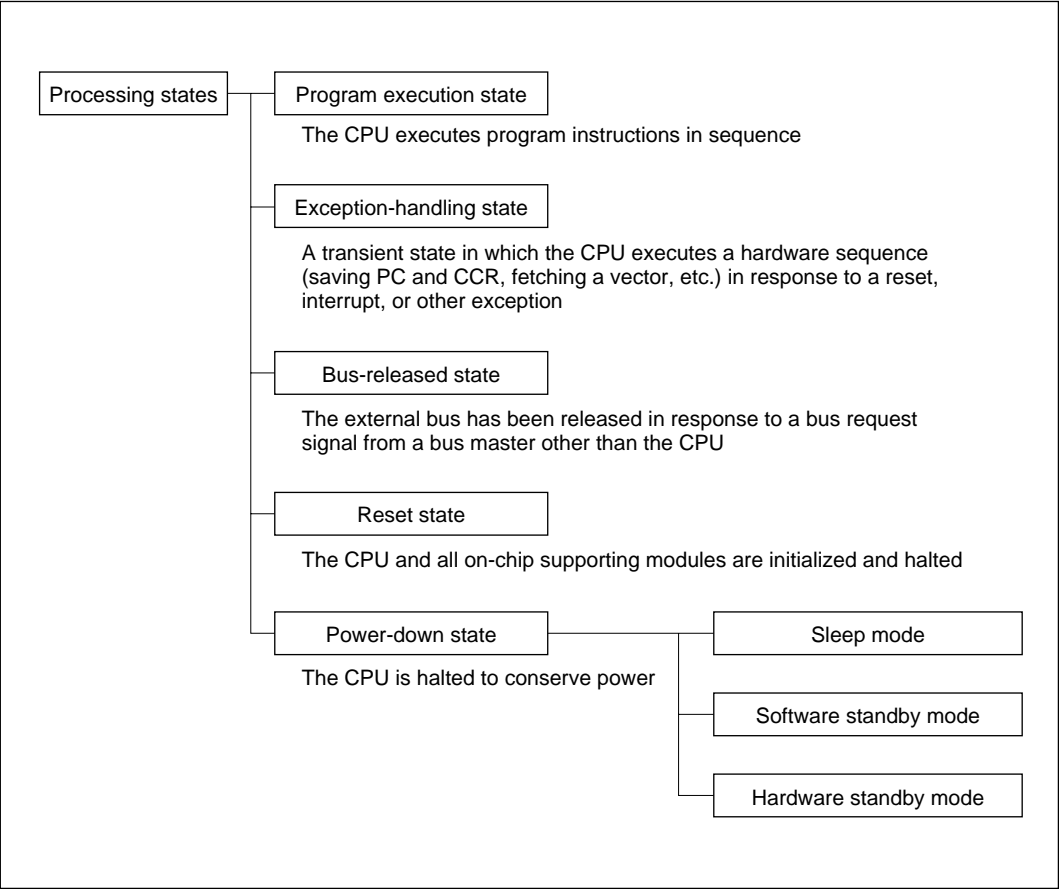 Processing states
Program execution state
The CPU executes program instructions in sequence
Exception-handling state
A transient state in which the CPU executes a hardware sequence
(saving PC and CCR, fetching a vector, etc.) in response to a reset,
interrupt, or other exception
Bus-released state
The external bus has been released in response to a bus request
signal from a bus master other than the CPU
Reset state
The CPU and all on-chip supporting modules are initialized and halted
Power-down state
The CPU is halted to conserve power
Sleep mode
Software standby mode
Hardware standby mode